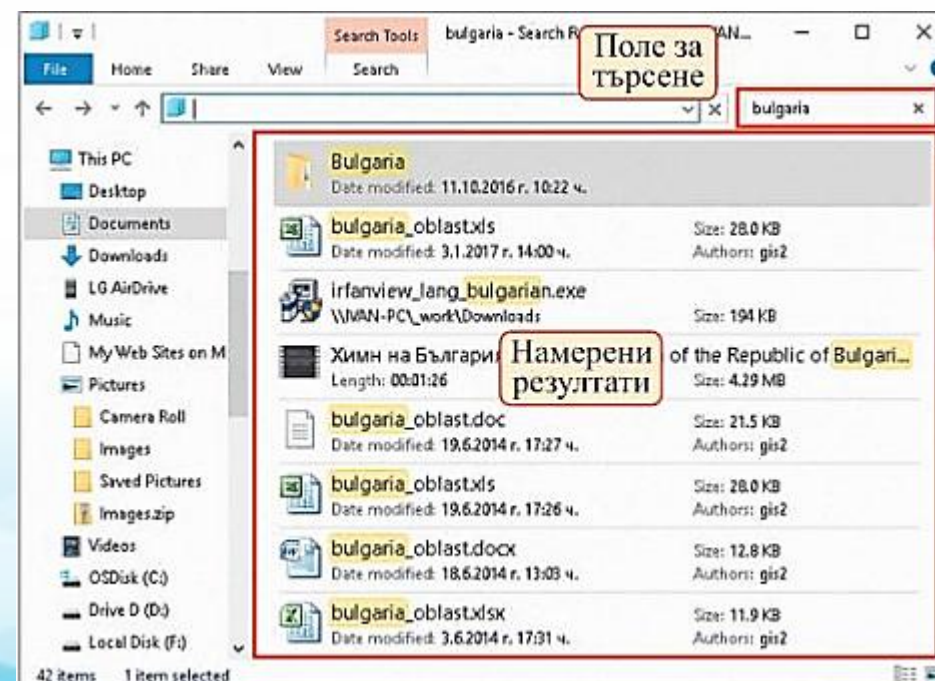 Search Tools bulgaria - Search
Поле за
търсене
File Home Share View Search
bulgaria
This PC
Desktop
Documents
Downloads
LG AirDrive
Music
My Web Sites on M
Pictures
Camera Roll
Images
Saved Pictures
Images.zip
Videos
OSDisk (C:)
Drive D (D:)
Local Disk (F:)
Bulgaria
Date modified: 11.10.2016 г. 10:22 ч.
bulgaria_oblast.xls Size: 28.0 KB
Date modified: 3.1.2017 г. 14:00 ч. Authors: gis2
irfanview_lang_bulgarian.exe
\\IVAN-PC\_work\Downloads Size: 194 KB
Химн на България of the Republic of Bulgari...
Length: 00:01:26 Size: 4.29 MB
Намерени
резултати
bulgaria_oblast.doc Size: 21.5 KB
Date modified: 19.6.2014 г. 17:27 ч. Authors: gis2
bulgaria_oblast.xls Size: 28.0 KB
Date modified: 19.6.2014 г. 17:26 ч. Authors: gis2
bulgaria_oblast.docx Size: 12.8 KB
Date modified: 18.6.2014 г. 13:03 ч. Authors: gis2
bulgaria_oblast.xlsx Size: 11.9 KB
Date modified: 3.6.2014 г. 17:31 ч. Authors: gis2
42 items 1 item selected